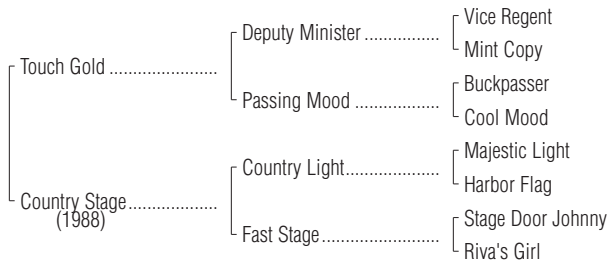 Touch Gold ......................
Deputy Minister ................
Vice Regent
Mint Copy
Passing Mood ..................
Buckpasser
Cool Mood
Country Stage...................
(1988)
Country Light....................
Majestic Light
Harbor Flag
Fast Stage.........................
Stage Door Johnny
Riva's Girl